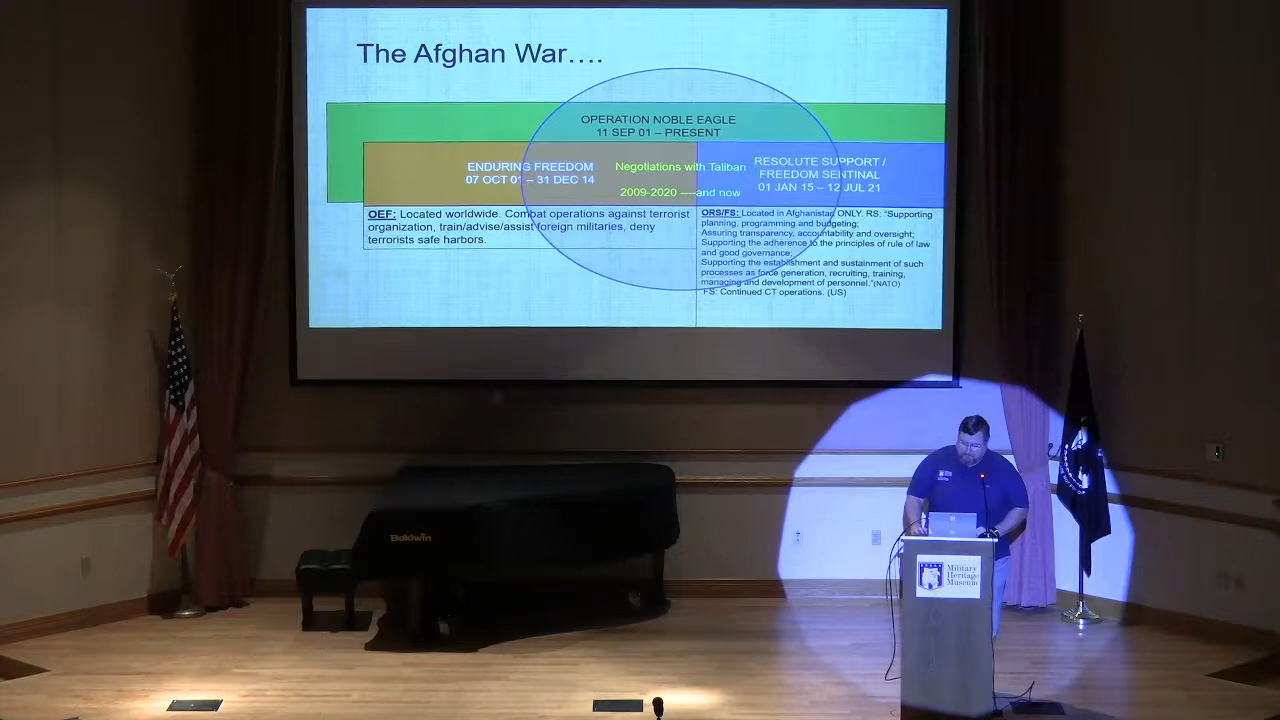 The Afghan War….
OPERATION NOBLE EAGLE
11 SEP 01 – PRESENT
ENDURING FREEDOM
07 OCT 01 – 31 DEC 14
Negotiations with Taliban
2009-2020 ----and now
RESOLUTE SUPPORT /
FREEDOM SENTINAL
01 JAN 15 – 12 JUL 21
OEF: Located worldwide. Combat operations against terrorist
organization, train/advise/assist foreign militaries, deny
terrorists safe harbors.
ORS/FS: Located in Afghanistan ONLY. RS: “Supporting
planning, programming and budgeting;
Assuring transparency, accountability and oversight;
Supporting the adherence to the principles of rule of law
and good governance;
Supporting the establishment and sustainment of such
processes as force generation, recruiting, training,
managing and development of personnel.”(NATO)
FS: Continued CT operations. (US)
Baldwin
Military
Heritage
Museum